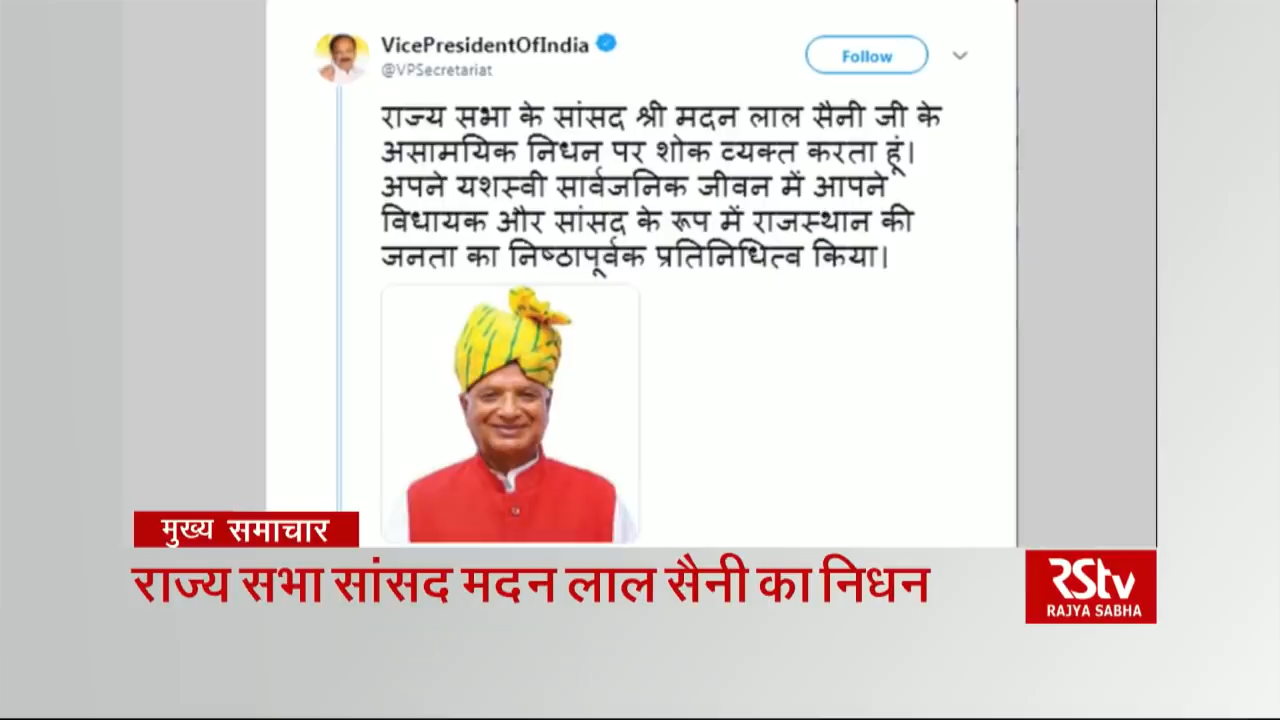 VicePresidentOfIndia
@VPSecretariat
Follow
राज्य सभा के सांसद श्री मदन लाल सैनी जी के
असामयिक निधन पर शोक व्यक्त करता हूं।
अपने यशस्वी सार्वजनिक जीवन में आपने
विधायक और सांसद के रूप में राजस्थान की
जनता का निष्ठापूर्वक प्रतिनिधित्व किया।
मुख्य समाचार
राज्य सभा सांसद मदन लाल सैनी का निधन
RStv
RAJYA SABHA